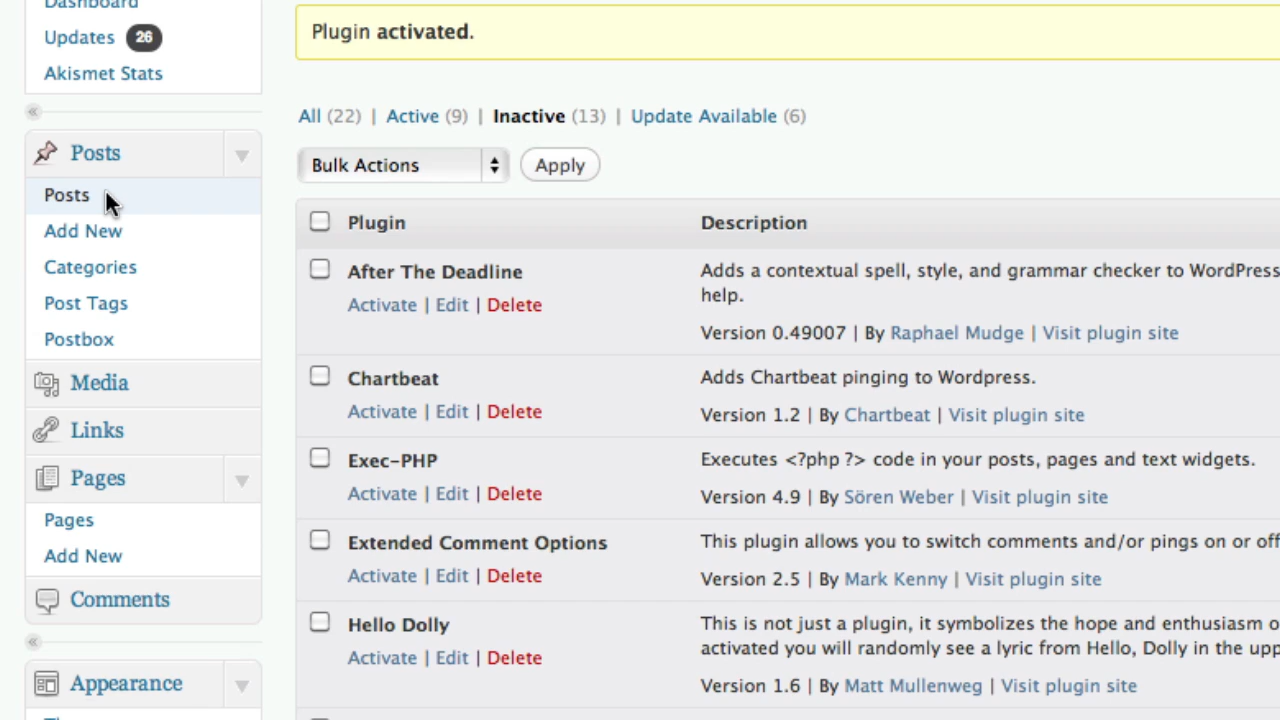 Dashboard
Updates 26
Akismet Stats
Posts
Posts
Add New
Categories
Post Tags
Postbox
Media
Links
Pages
Pages
Add New
Comments
Appearance
Plugin activated.
All (22) | Active (9) | Inactive (13) | Update Available (6)
Bulk Actions Apply
Plugin Description
After The Deadline
Activate | Edit | Delete
Adds a contextual spell, style, and grammar checker to WordPress
help.
Version 0.49007 | By Raphael Mudge | Visit plugin site
Chartbeat
Activate | Edit | Delete
Adds Chartbeat pinging to Wordpress.
Version 1.2 | By Chartbeat | Visit plugin site
Exec-PHP
Activate | Edit | Delete
Executes <?php ?> code in your posts, pages and text widgets.
Version 4.9 | By Sören Weber | Visit plugin site
Extended Comment Options
Activate | Edit | Delete
This plugin allows you to switch comments and/or pings on or off
Version 2.5 | By Mark Kenny | Visit plugin site
Hello Dolly
Activate | Edit | Delete
This is not just a plugin, it symbolizes the hope and enthusiasm o
activated you will randomly see a lyric from Hello, Dolly in the upp
Version 1.6 | By Matt Mullenweg | Visit plugin site